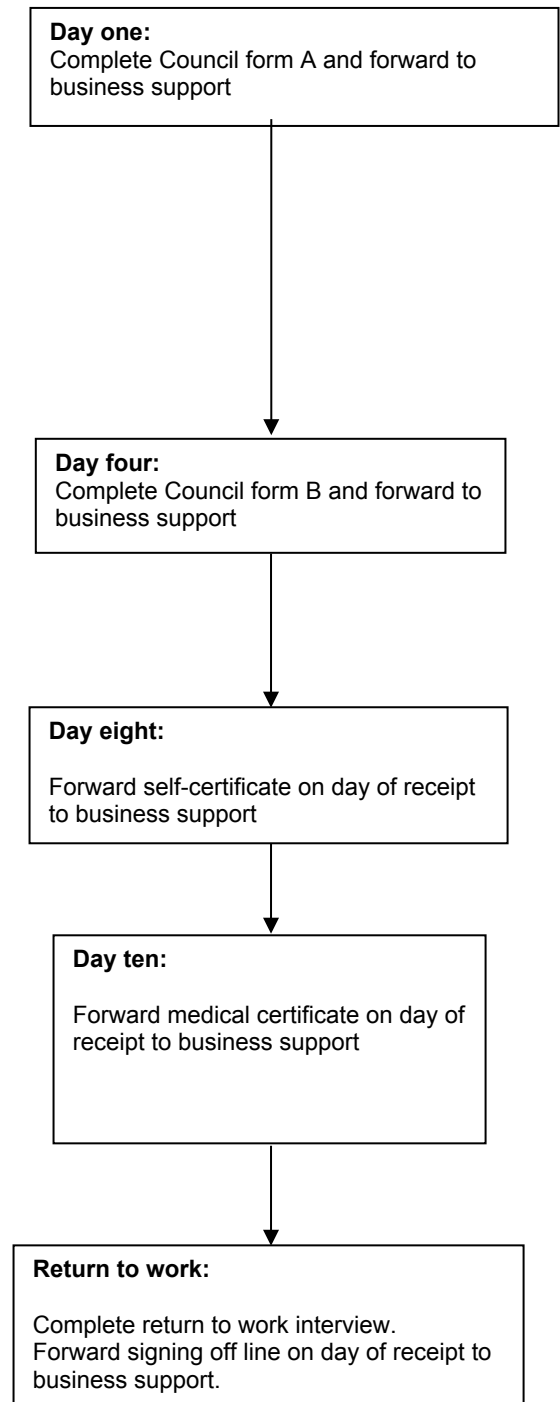 Day one:
Complete Council form A and forward to
business support
Day four:
Complete Council form B and forward to
business support
Day eight:
Forward self-certificate on day of receipt
to business support
Day ten:
Forward medical certificate on day of
receipt to business support
Return to work:
Complete return to work interview.
Forward signing off line on day of receipt to
business support.